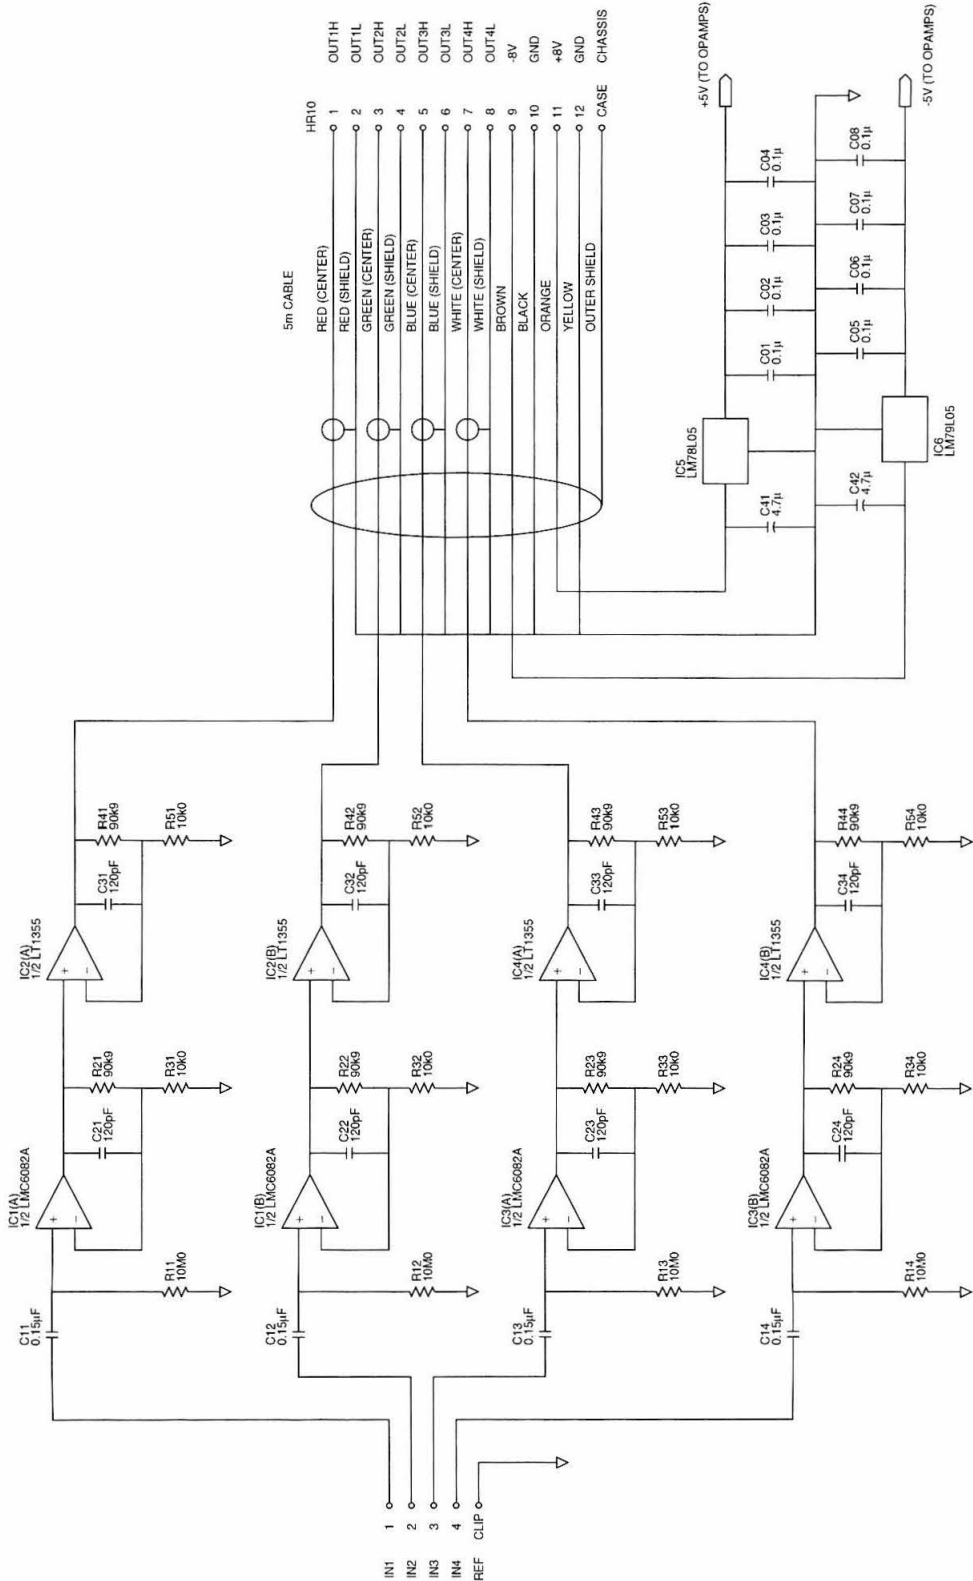 IN1 1
IN2 2
IN3 3
IN4 4
REF CLIP
C11
0.15µF
R11
10M0
IC1(A)
1/2 LMC6082A
+
−
C21
120pF
R21
90k9
R31
10k0
IC2(A)
1/2 LT1355
+
−
C31
120pF
R41
90k9
R51
10k0
C12
0.15µF
R12
10M0
IC1(B)
1/2 LMC6082A
+
−
C22
120pF
R22
90k9
R32
10k0
IC2(B)
1/2 LT1355
+
−
C32
120pF
R42
90k9
R52
10k0
C13
0.15µF
R13
10M0
IC3(A)
1/2 LMC6082A
+
−
C23
120pF
R23
90k9
R33
10k0
IC4(A)
1/2 LT1355
+
−
C33
120pF
R43
90k9
R53
10k0
C14
0.15µF
R14
10M0
IC3(B)
1/2 LMC6082A
+
−
C24
120pF
R24
90k9
R34
10k0
IC4(B)
1/2 LT1355
+
−
C34
120pF
R44
90k9
R54
10k0
5m CABLE
HR10
RED (CENTER) 1 OUT1H
RED (SHIELD) 2 OUT1L
GREEN (CENTER) 3 OUT2H
GREEN (SHIELD) 4 OUT2L
BLUE (CENTER) 5 OUT3H
BLUE (SHIELD) 6 OUT3L
WHITE (CENTER) 7 OUT4H
WHITE (SHIELD) 8 OUT4L
BROWN 9 -8V
BLACK 10 GND
ORANGE 11 +8V
YELLOW 12 GND
OUTER SHIELD CASE CHASSIS
IC5
LM78L05
C41
4.7µ
C01
0.1µ
C02
0.1µ
C03
0.1µ
C04
0.1µ
+5V (TO OPAMPS)
C42
4.7µ
IC6
LM79L05
C05
0.1µ
C06
0.1µ
C07
0.1µ
C08
0.1µ
-5V (TO OPAMPS)